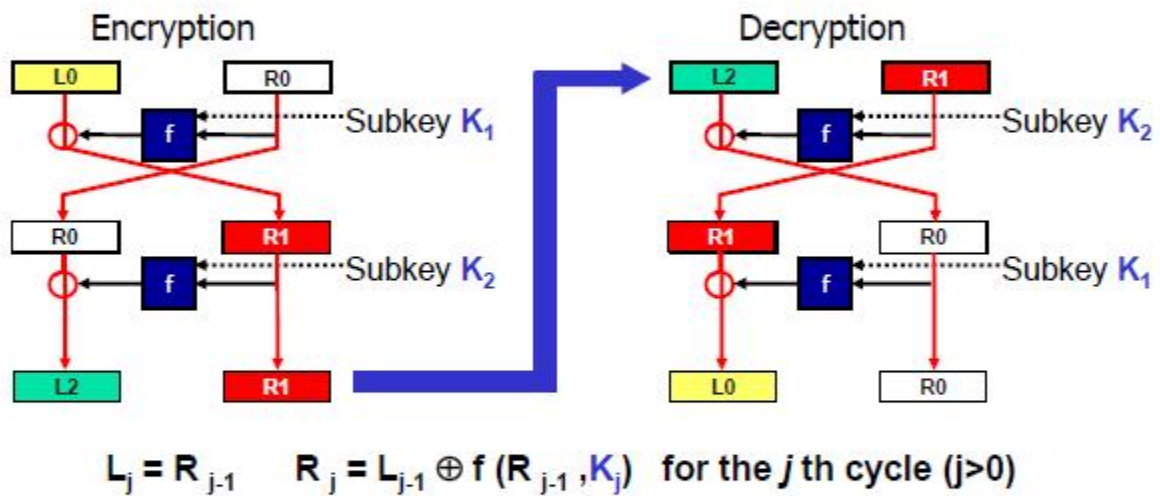 Encryption Decryption
L0 R0 L2 R1
f Subkey K₁ f Subkey K₂
R0 R1 R1 R0
f Subkey K₂ f Subkey K₁
L2 R1 L0 R0
Lⱼ = R ⱼ₋₁ R ⱼ = Lⱼ₋₁ ⊕ f (R ⱼ₋₁ ,Kⱼ) for the j th cycle (j>0)